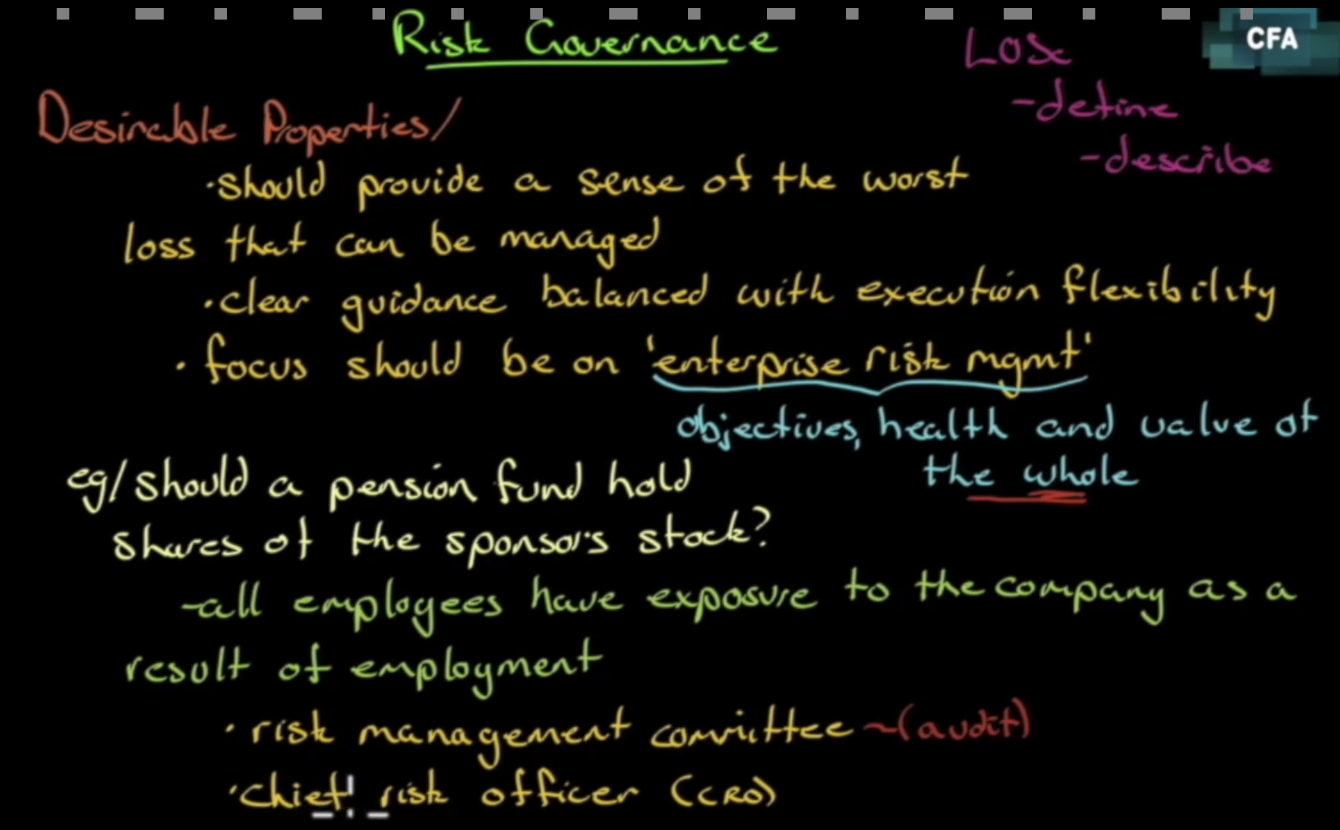 Risk Governance
LOS
CFA
-define
-describe
Desirable Properties/
·should provide a sense of the worst
loss that can be managed
·clear guidance balanced with execution flexibility
·focus should be on 'enterprise risk mgmt'
objectives, health and value of
the whole
eg/should a pension fund hold
shares of the sponsors stock?
-all employees have exposure to the company as a
result of employment
·risk management committee ~(audit)
·chief risk officer (CRO)